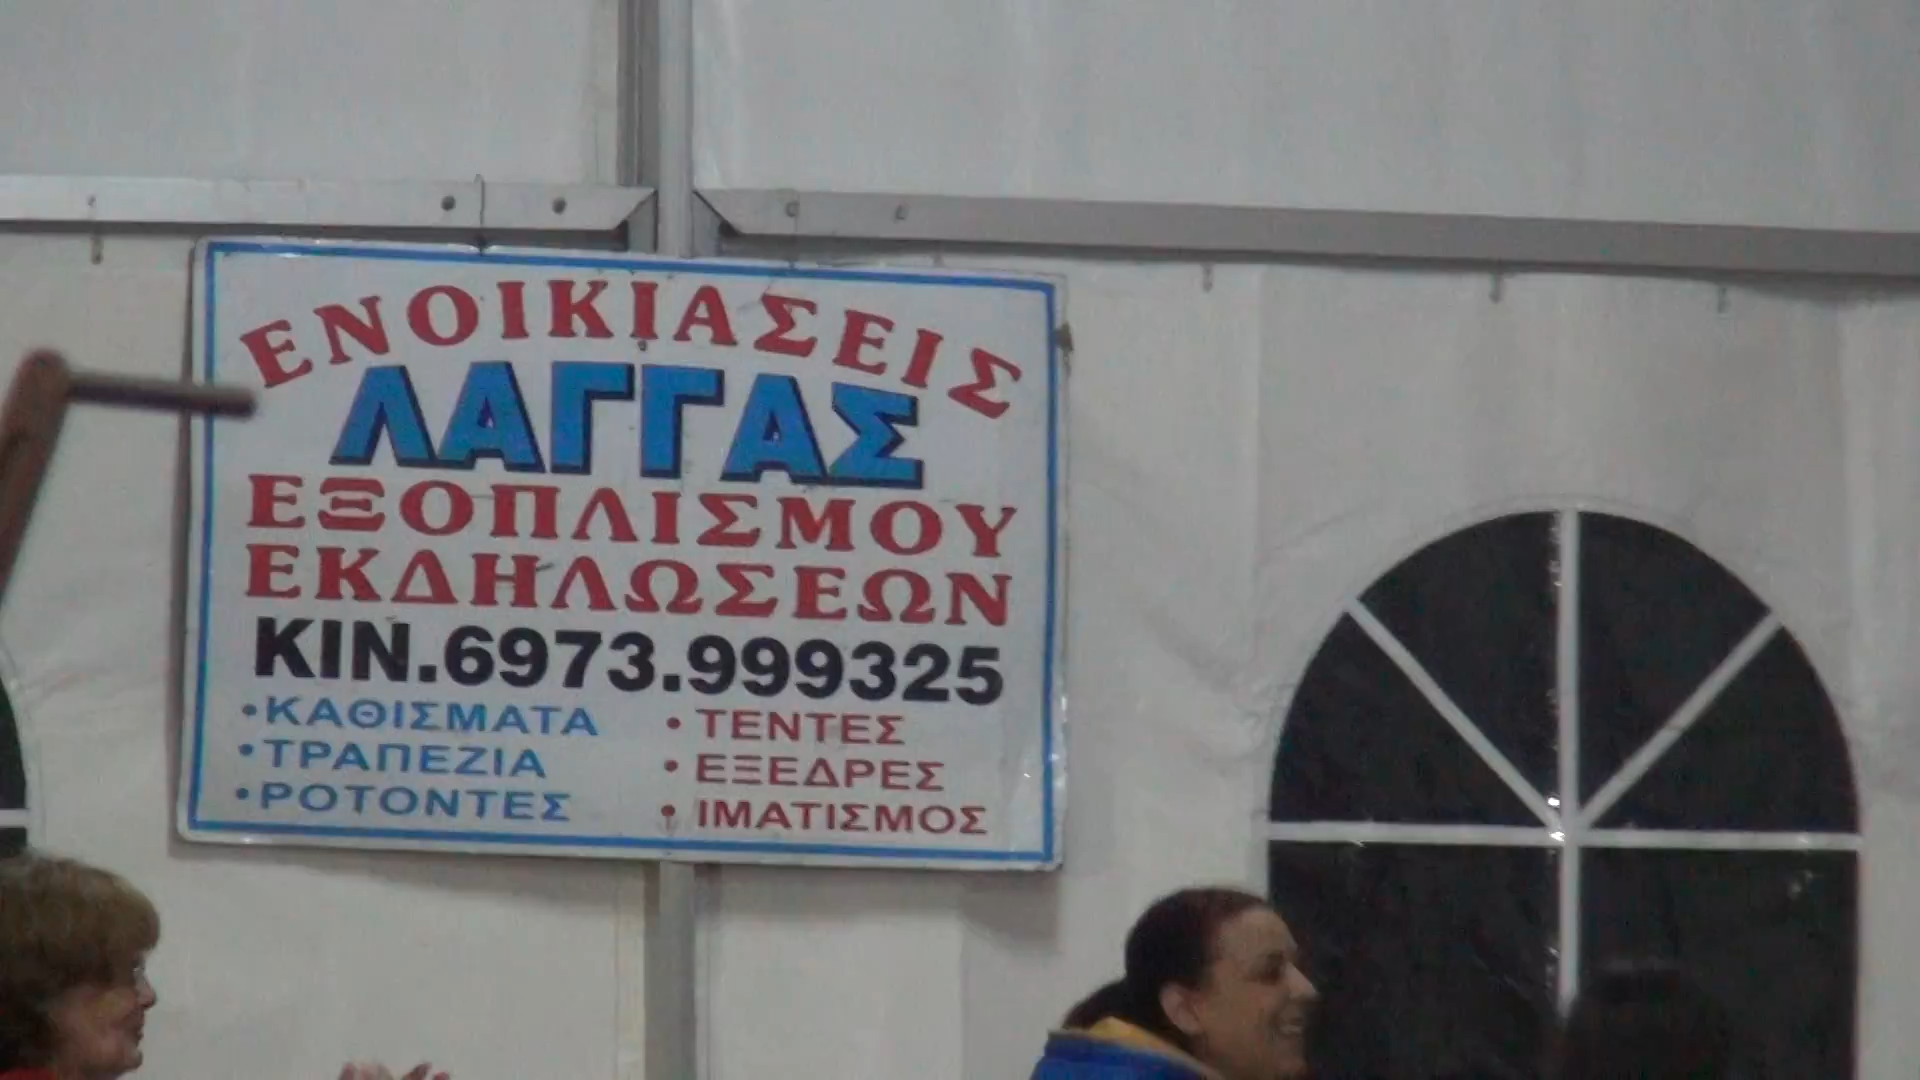 ΕΝΟΙΚΙΑΣΕΙΣ
ΛΑΓΓΑΣ
ΕΞΟΠΛΙΣΜΟΥ
ΕΚΔΗΛΩΣΕΩΝ
ΚΙΝ.6973.999325
•ΚΑΘΙΣΜΑΤΑ
•ΤΡΑΠΕΖΙΑ
•ΡΟΤΟΝΤΕΣ
• ΤΕΝΤΕΣ
• ΕΞΕΔΡΕΣ
• ΙΜΑΤΙΣΜΟΣ